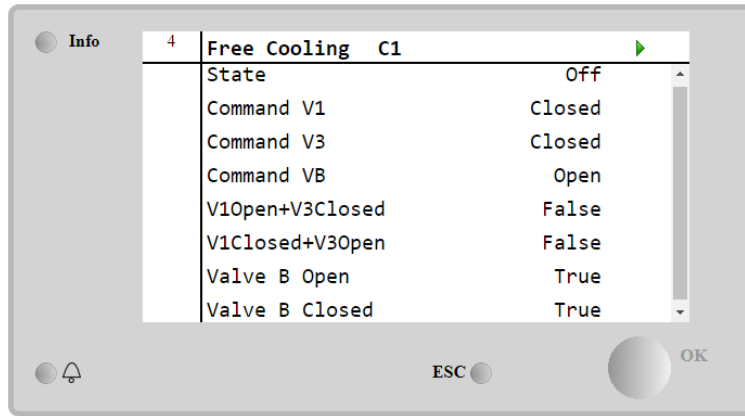 Info
4 Free Cooling C1
State Off
Command V1 Closed
Command V3 Closed
Command VB Open
V1Open+V3Closed False
V1Closed+V3Open False
Valve B Open True
Valve B Closed True
ESC
OK